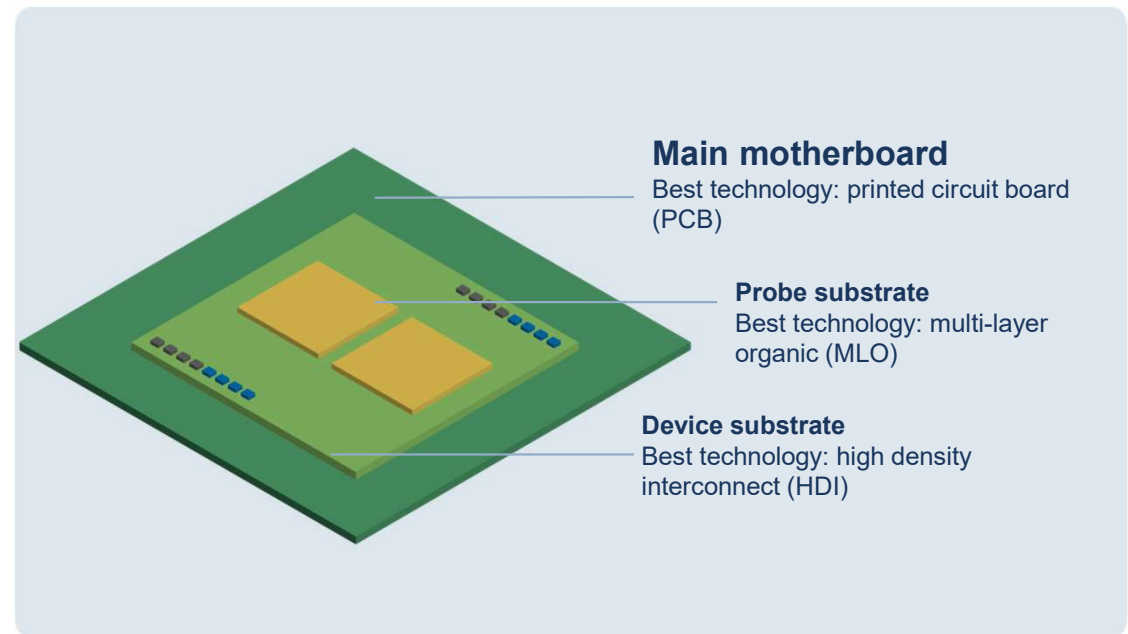 Main motherboard
Best technology: printed circuit board
(PCB)
Probe substrate
Best technology: multi-layer
organic (MLO)
Device substrate
Best technology: high density
interconnect (HDI)